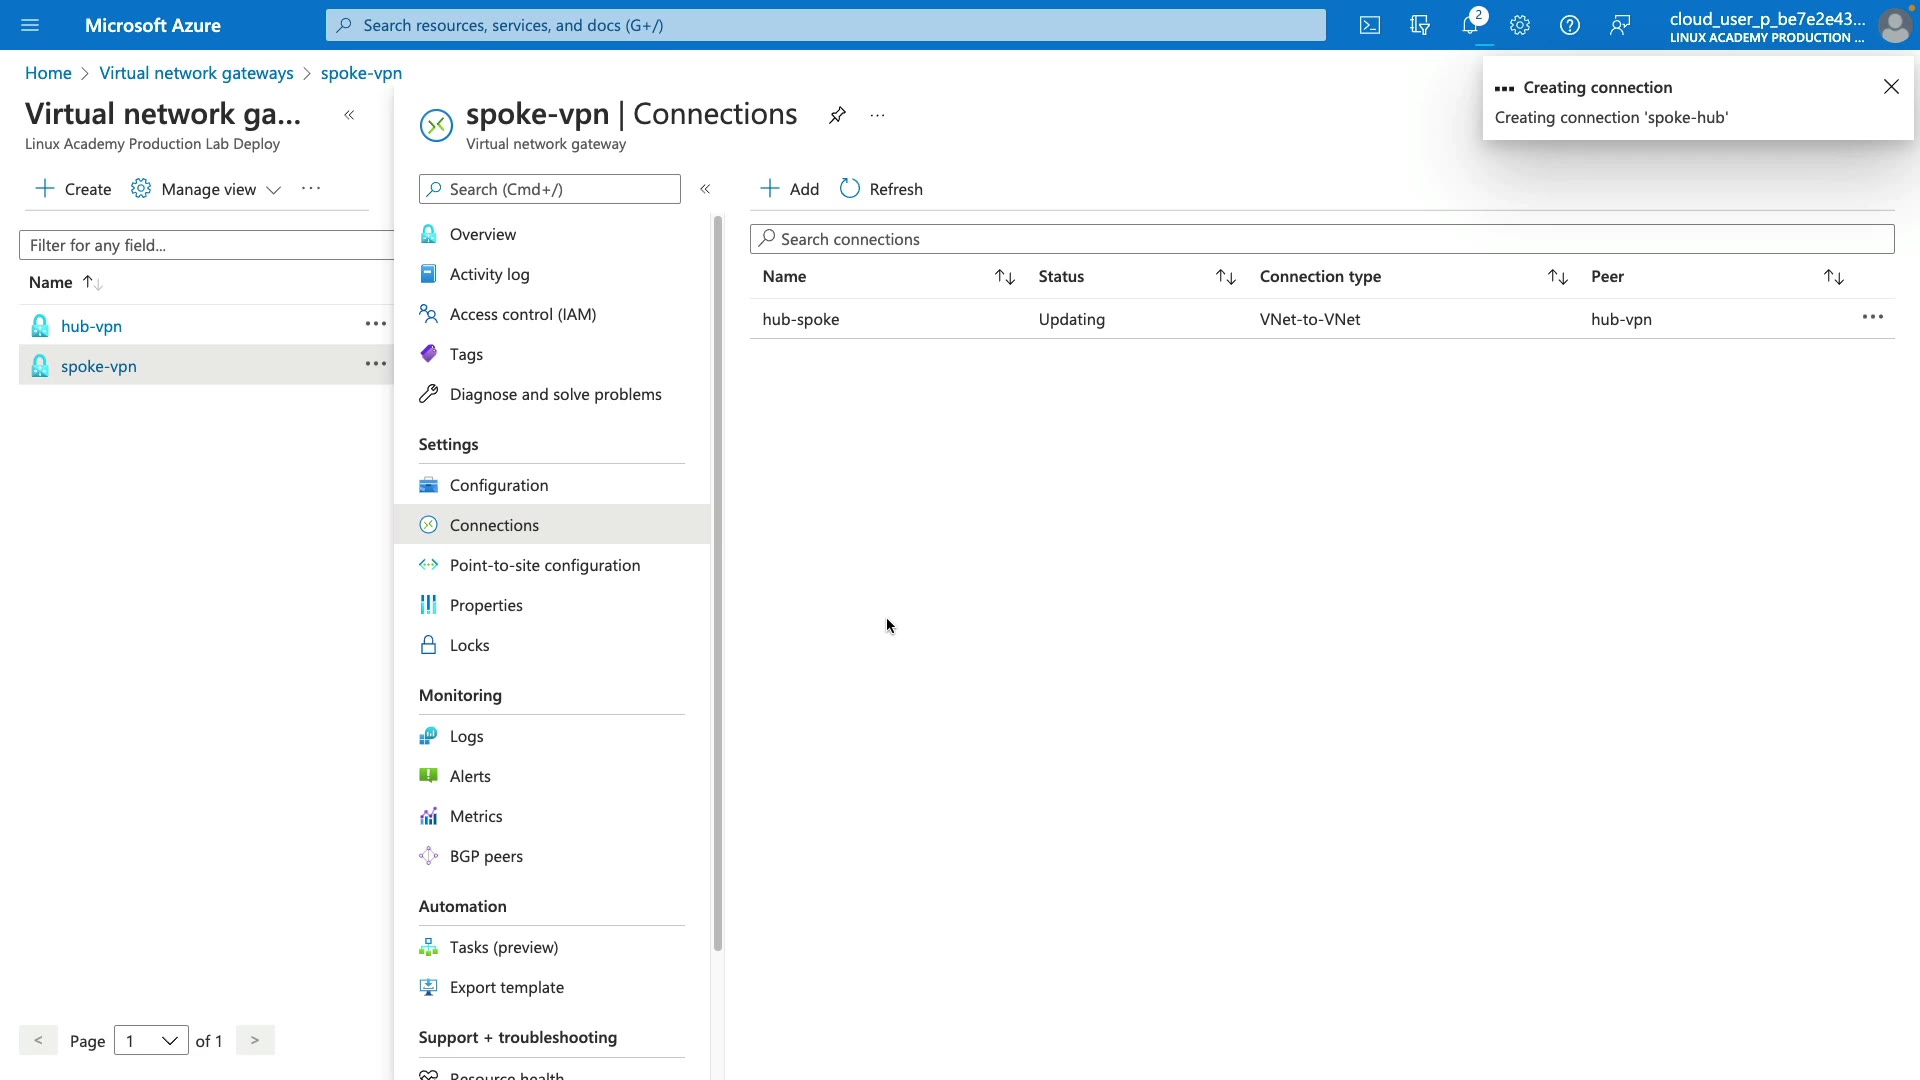 Microsoft Azure
Search resources, services, and docs (G+/)
2
cloud_user_p_be7e2e43...
LINUX ACADEMY PRODUCTION ...
Home > Virtual network gateways > spoke-vpn
Creating connection
Creating connection 'spoke-hub'
Virtual network ga...
Linux Academy Production Lab Deploy
Create
Manage view
Filter for any field...
Name
hub-vpn
spoke-vpn
< Page 1 of 1 >
spoke-vpn | Connections
Virtual network gateway
Search (Cmd+/)
Overview
Activity log
Access control (IAM)
Tags
Diagnose and solve problems
Settings
Configuration
Connections
Point-to-site configuration
Properties
Locks
Monitoring
Logs
Alerts
Metrics
BGP peers
Automation
Tasks (preview)
Export template
Support + troubleshooting
Resource health
Add
Refresh
Search connections
Name Status Connection type Peer
hub-spoke Updating VNet-to-VNet hub-vpn